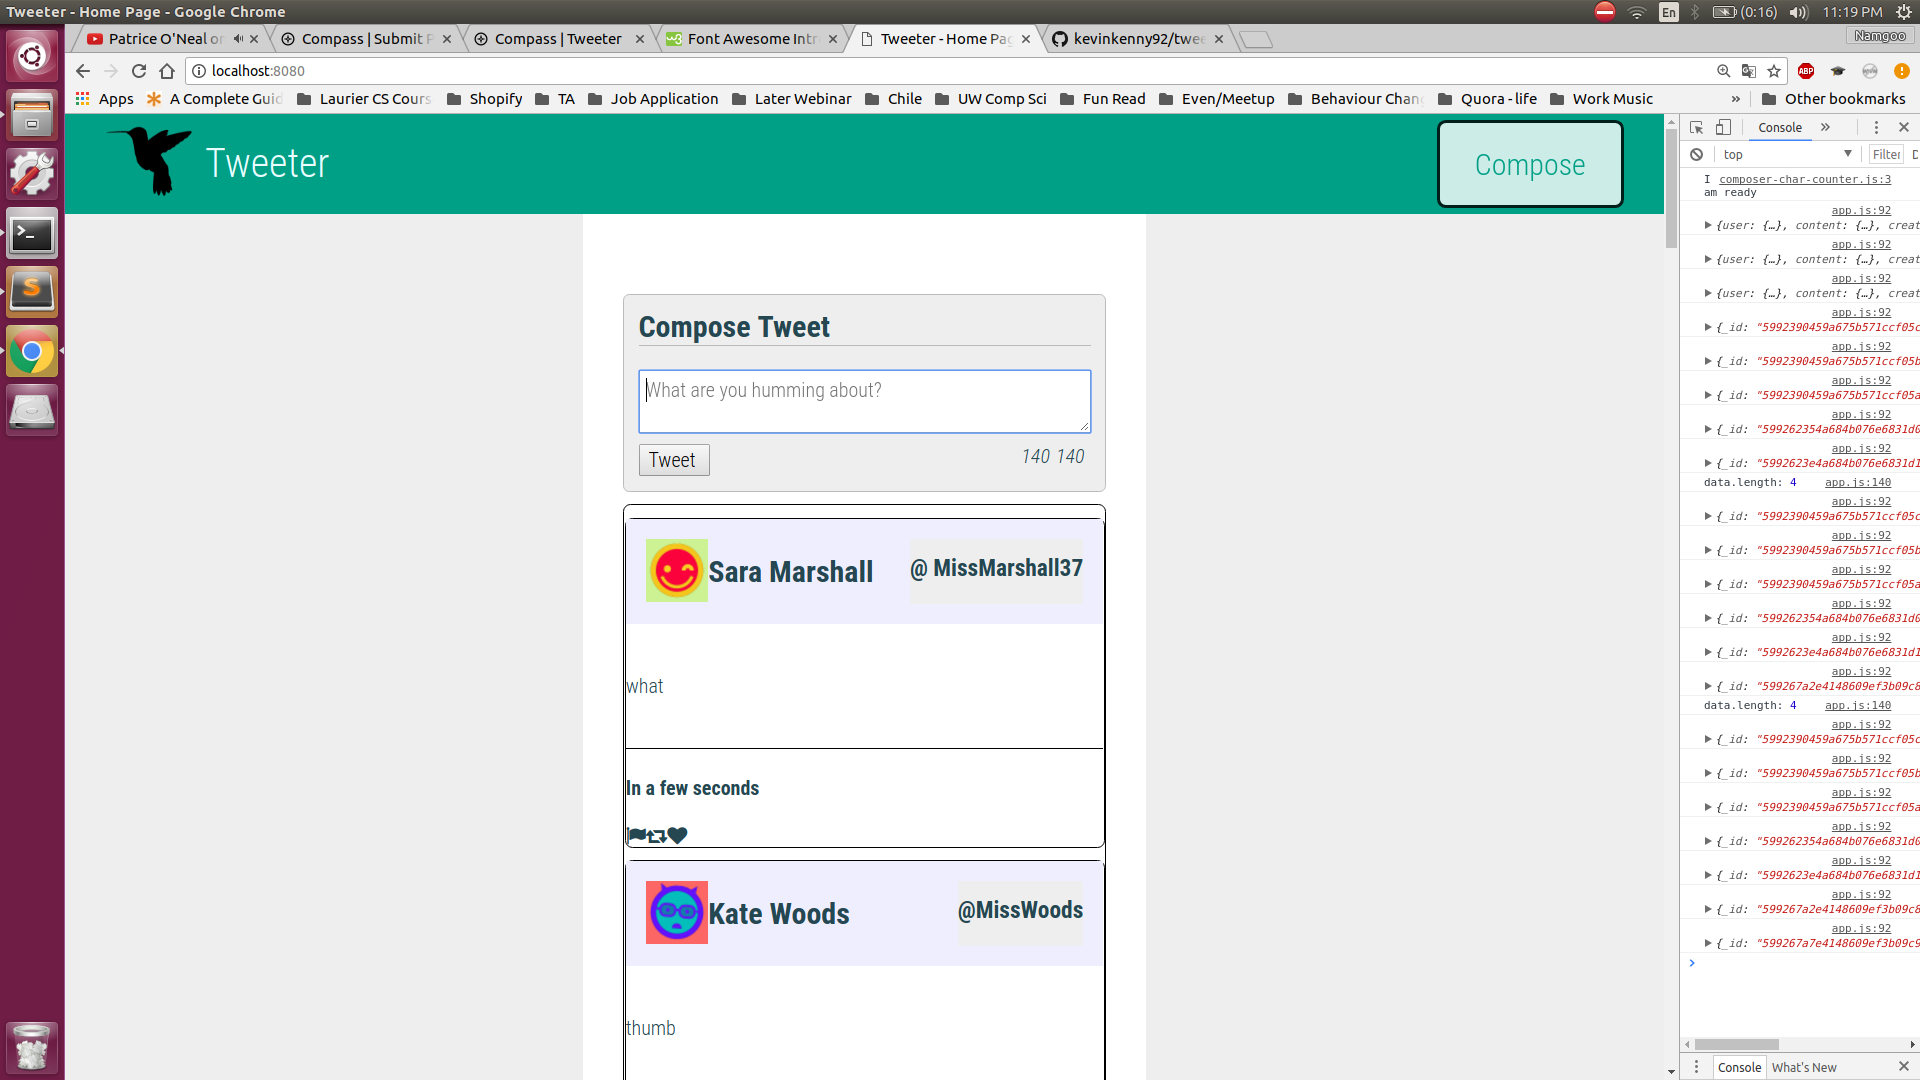 Tweeter - Home Page - Google Chrome
En
(0:16)
11:19 PM
Patrice O'Neal on
Compass | Submit P
Compass | Tweeter
Font Awesome Intr
Tweeter - Home Pag
kevinkenny92/twee
Namgoo
localhost:8080
ABP
Apps
A Complete Guid
Laurier CS Cours
Shopify
TA
Job Application
Later Webinar
Chile
UW Comp Sci
Fun Read
Even/Meetup
Behaviour Chan
Quora - life
Work Music
»
Other bookmarks
Tweeter
Compose
Compose Tweet
What are you humming about?
Tweet
140 140
Sara Marshall
@ MissMarshall37
what
In a few seconds
Kate Woods
@MissWoods
thumb
Console
»
top
Filter
I composer-char-counter.js:3
am ready
app.js:92
{user: {…}, content: {…}, creat
app.js:92
{user: {…}, content: {…}, creat
app.js:92
{user: {…}, content: {…}, creat
app.js:92
{_id: "5992390459a675b571ccf05c
app.js:92
{_id: "5992390459a675b571ccf05b
app.js:92
{_id: "5992390459a675b571ccf05a
app.js:92
{_id: "599262354a684b076e6831d0
app.js:92
{_id: "5992623e4a684b076e6831d1
data.length: 4 app.js:140
app.js:92
{_id: "5992390459a675b571ccf05c
app.js:92
{_id: "5992390459a675b571ccf05b
app.js:92
{_id: "5992390459a675b571ccf05a
app.js:92
{_id: "599262354a684b076e6831d0
app.js:92
{_id: "5992623e4a684b076e6831d1
app.js:92
{_id: "599267a2e4148609ef3b09c8
data.length: 4 app.js:140
app.js:92
{_id: "5992390459a675b571ccf05c
app.js:92
{_id: "5992390459a675b571ccf05b
app.js:92
{_id: "5992390459a675b571ccf05a
app.js:92
{_id: "599262354a684b076e6831d0
app.js:92
{_id: "5992623e4a684b076e6831d1
app.js:92
{_id: "599267a2e4148609ef3b09c8
app.js:92
{_id: "599267a7e4148609ef3b09c9
Console
What's New